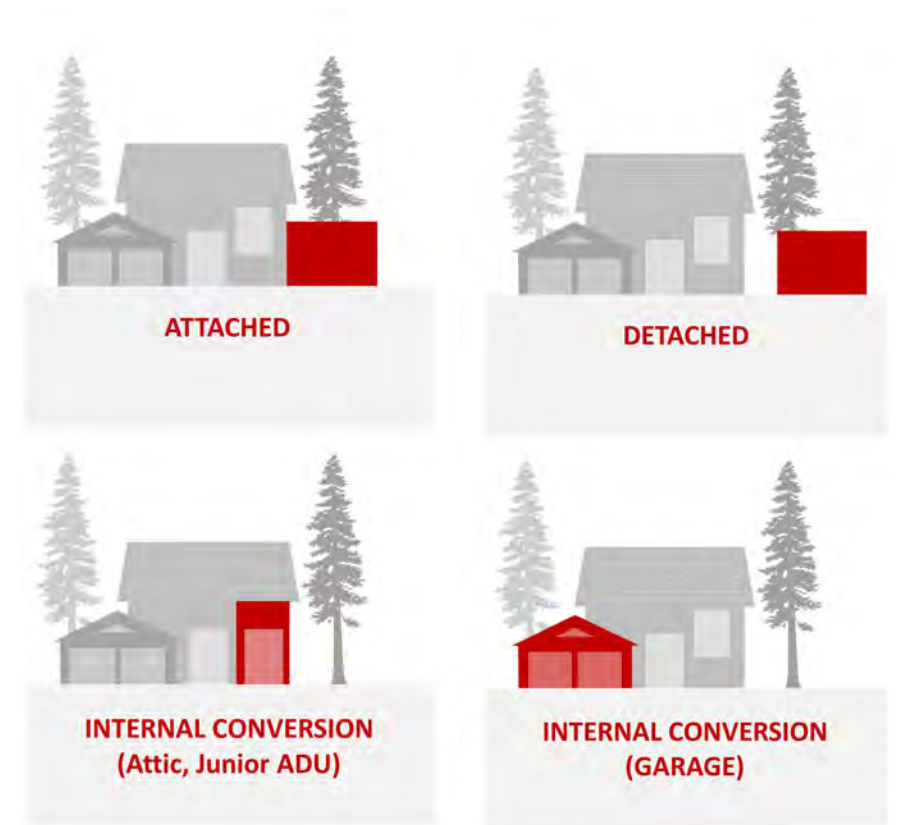 ATTACHED
DETACHED
INTERNAL CONVERSION
(Attic, Junior ADU)
INTERNAL CONVERSION
(GARAGE)